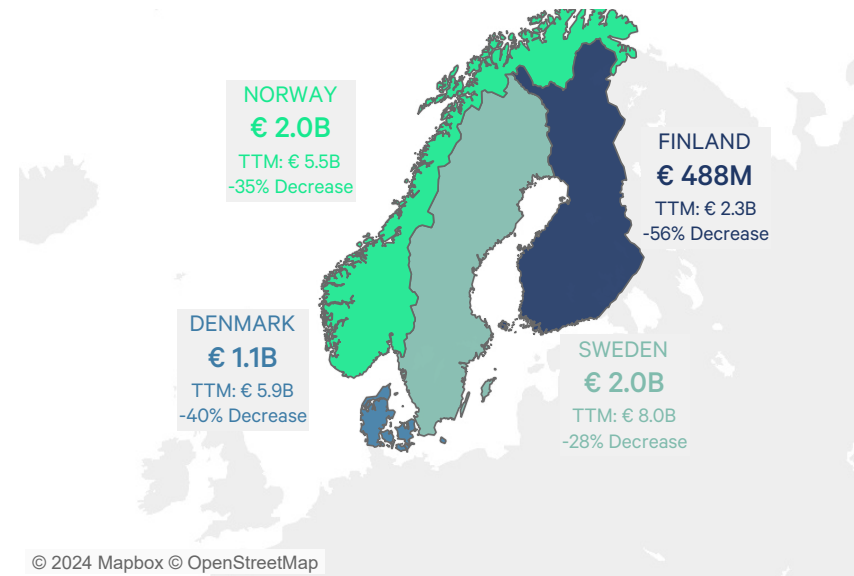 NORWAY
€ 2.0B
TTM: € 5.5B
-35% Decrease
FINLAND
€ 488M
TTM: € 2.3B
-56% Decrease
DENMARK
€ 1.1B
TTM: € 5.9B
-40% Decrease
SWEDEN
€ 2.0B
TTM: € 8.0B
-28% Decrease
© 2024 Mapbox © OpenStreetMap